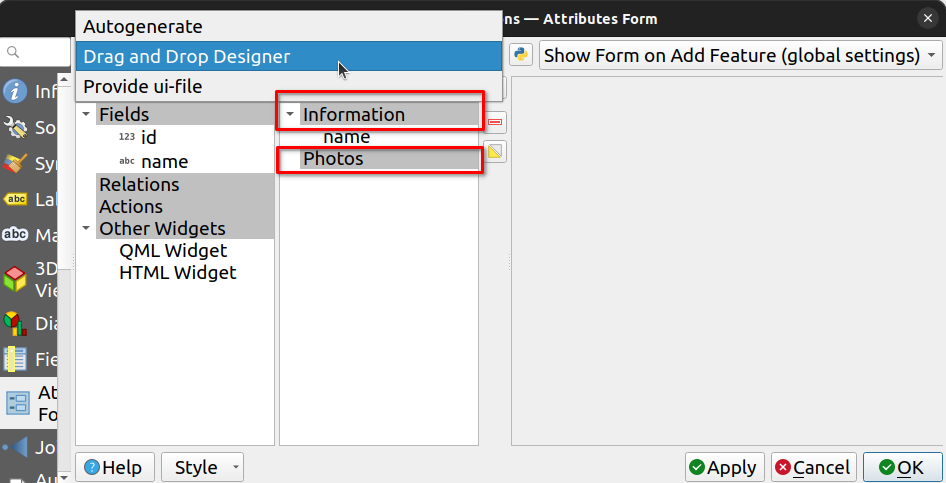 Autogenerate
ns — Attributes Form
Drag and Drop Designer
Show Form on Add Feature (global settings)
Provide ui-file
Inf
So
Sy
abc La
abc Ma
3D
Vie
Dia
Fie
At
Fo
Jo
Au
Fields
123 id
abc name
Relations
Actions
Other Widgets
QML Widget
HTML Widget
Information
name
Photos
Help
Style
Apply
Cancel
OK